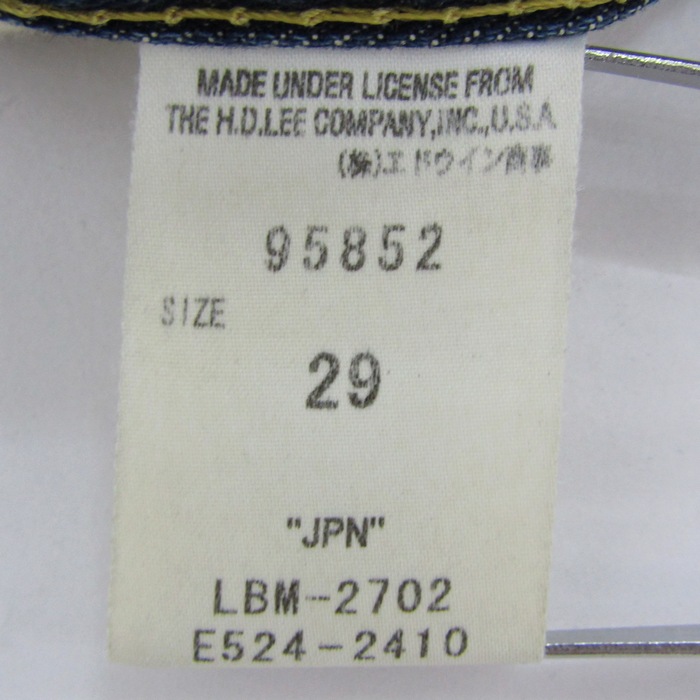 MADE UNDER LICENSE FROM
THE H.D.LEE COMPANY,INC.,U.S.A
(株)エドウイン商事
95852
SIZE
29
"JPN"
LBM-2702
E524-2410